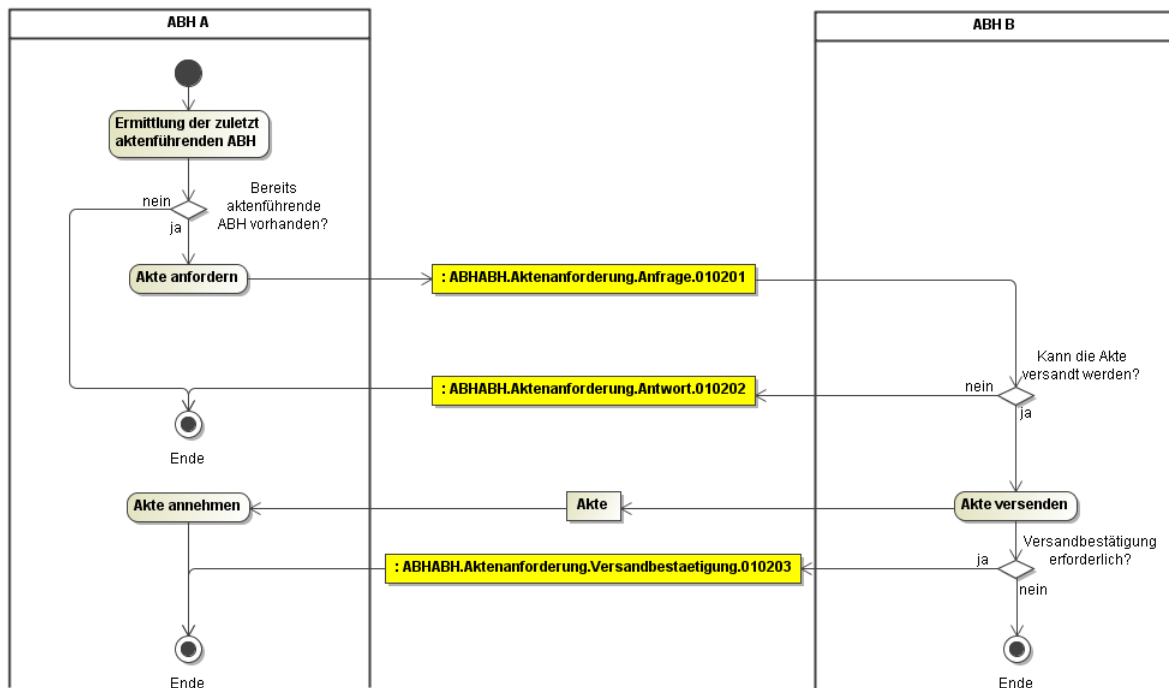 ABH A
ABH B
Ermittlung der zuletzt
aktenführenden ABH
nein
Bereits
aktenführende
ABH vorhanden?
ja
Akte anfordern
: ABHABH.Aktenanforderung.Anfrage.010201
Kann die Akte
versandt werden?
: ABHABH.Aktenanforderung.Antwort.010202
nein
ja
Ende
Akte annehmen
Akte
Akte versenden
Versandbestätigung
erforderlich?
: ABHABH.Aktenanforderung.Versandbestaetigung.010203
ja
nein
Ende
Ende